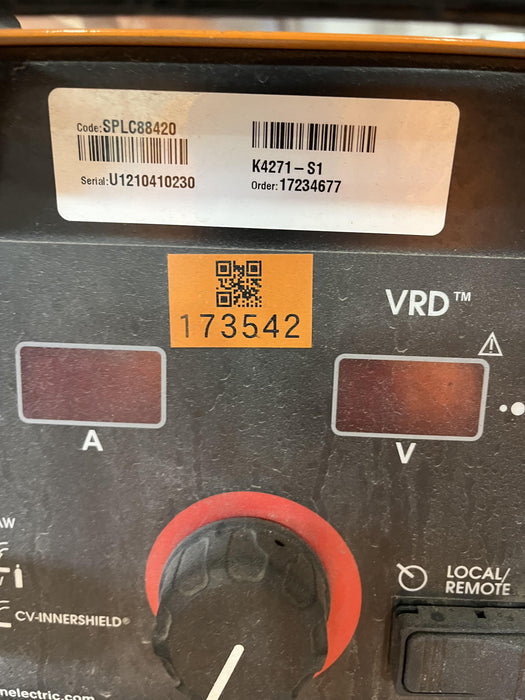 Code:SPLC88420
Serial:U1210410230
K4271-S1
Order:17234677
173542
VRD™
A
V
AW
CV-INNERSHIELD®
LOCAL/
REMOTE
nelectric.com